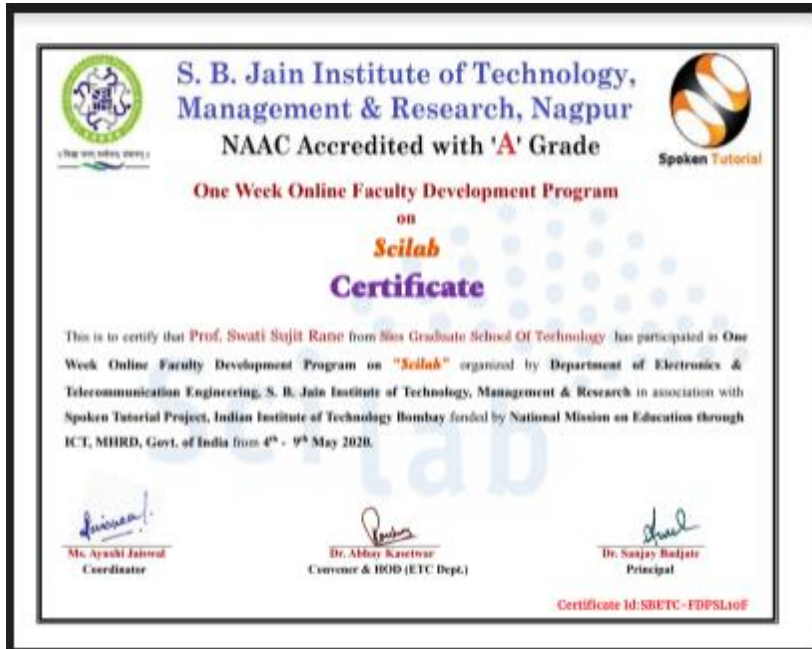 S. B. Jain Institute of Technology,
Management & Research, Nagpur
NAAC Accredited with 'A' Grade
Spoken Tutorial
One Week Online Faculty Development Program
on
Scilab
Certificate
This is to certify that Prof. Swati Sujit Rane from Sies Graduate School Of Technology has participated in One
Week Online Faculty Development Program on "Scilab" organized by Department of Electronics &
Telecommunication Engineering, S. B. Jain Institute of Technology, Management & Research in association with
Spoken Tutorial Project, Indian Institute of Technology Bombay funded by National Mission on Education through
ICT, MHRD, Govt. of India from 4th - 9th May 2020.
Sci
lab
Ms. Ayushi Jaiswal
Dr. Abhay Kasetwar
Dr. Sanjay Badjate
Coordinator
Convener & HOD (ETC Dept.)
Principal
Certificate Id:SBETC-FDPSL10F